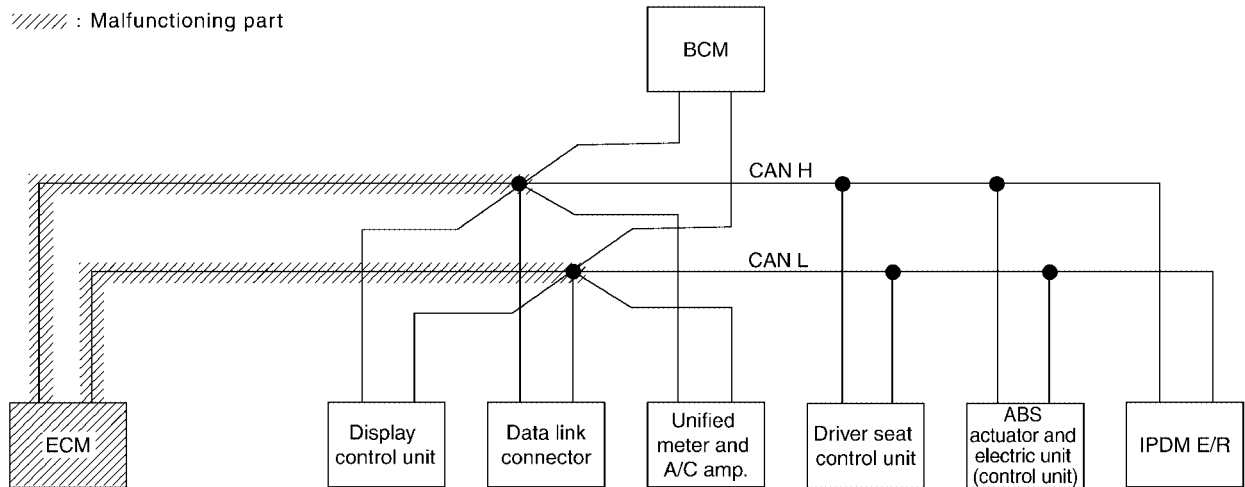 : Malfunctioning part
BCM
CAN H
CAN L
ECM
Display
control unit
Data link
connector
Unified
meter and
A/C amp.
Driver seat
control unit
ABS
actuator and
electric unit
(control unit)
IPDM E/R